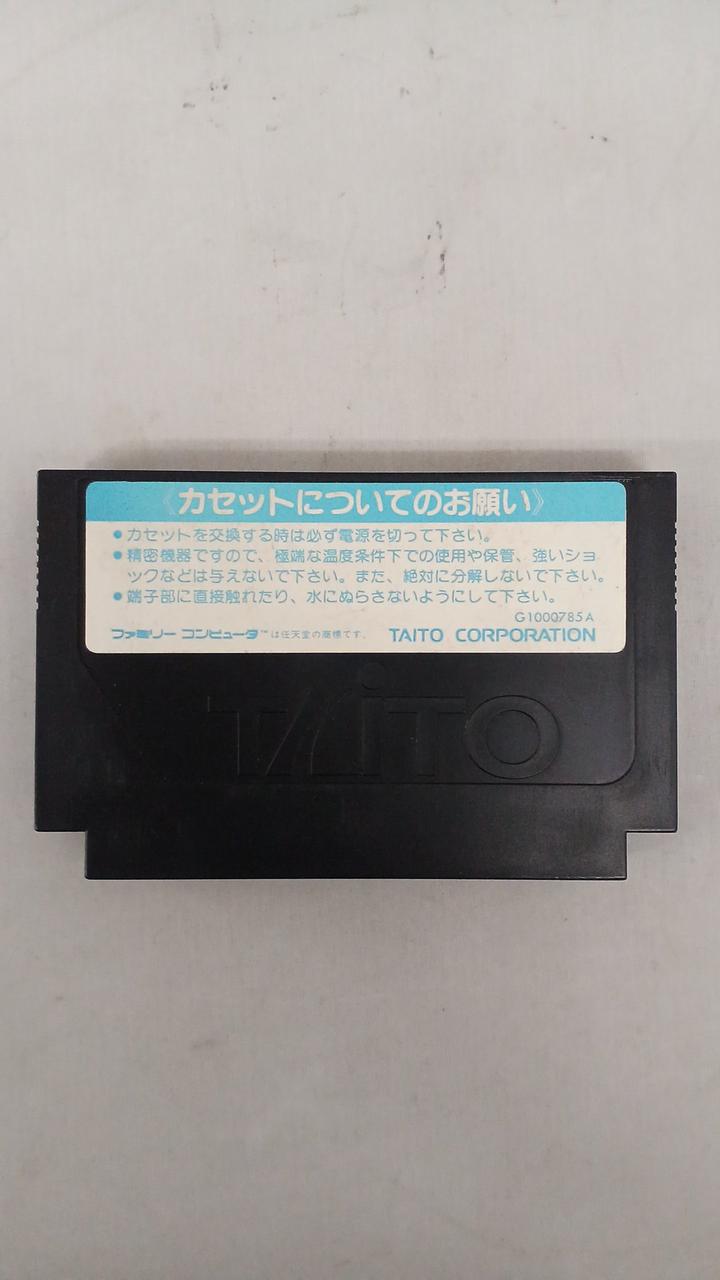 《カセットについてのお願い》
●カセットを交換する時は必ず電源を切って下さい。
●精密機器ですので、極端な温度条件下での使用や保管、強いショ
ックなどは与えないで下さい。また、絶対に分解しないで下さい。
●端子部に直接触れたり、水にぬらさないようにして下さい。
G1000785A
ファミリー コンピュータ™は任天堂の商標です。 TAITO CORPORATION
TAiTO